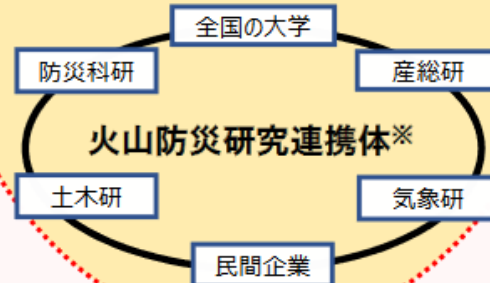 全国の大学
防災科研
産総研
火山防災研究連携体※
土木研
気象研
民間企業